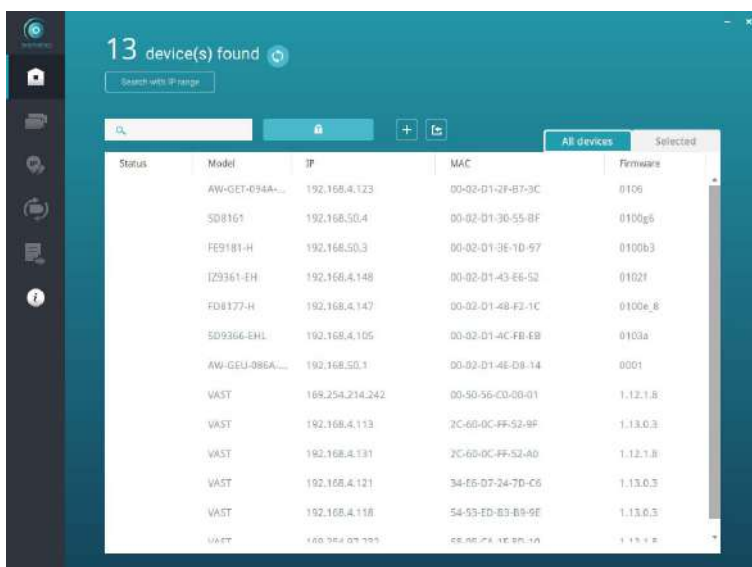 13 device(s) found
Search with IP range
All devices Selected
Status Model IP MAC Firmware
AW-GET-094A-... 192.168.4.123 00-02-D1-2F-B7-3C 0106
SD8161 192.168.50.4 00-02-D1-30-55-BF 0100g6
FE9181-H 192.168.50.3 00-02-D1-3E-1D-97 0100b3
IZ9361-EH 192.168.4.148 00-02-D1-43-E6-52 0102f
FD8177-H 192.168.4.147 00-02-D1-48-F2-1C 0100e_8
SD9366-EHL 192.168.4.105 00-02-D1-4C-FB-EB 0103a
AW-GEU-086A-... 192.168.50.1 00-02-D1-4E-D8-14 0001
VAST 169.254.214.242 00-50-56-C0-00-01 1.12.1.8
VAST 192.168.4.113 2C-60-0C-FF-52-9F 1.13.0.3
VAST 192.168.4.131 2C-60-0C-FF-52-A0 1.12.1.8
VAST 192.168.4.121 34-E6-D7-24-7D-C6 1.13.0.3
VAST 192.168.4.118 54-53-ED-B3-B9-9E 1.13.0.3
VAST